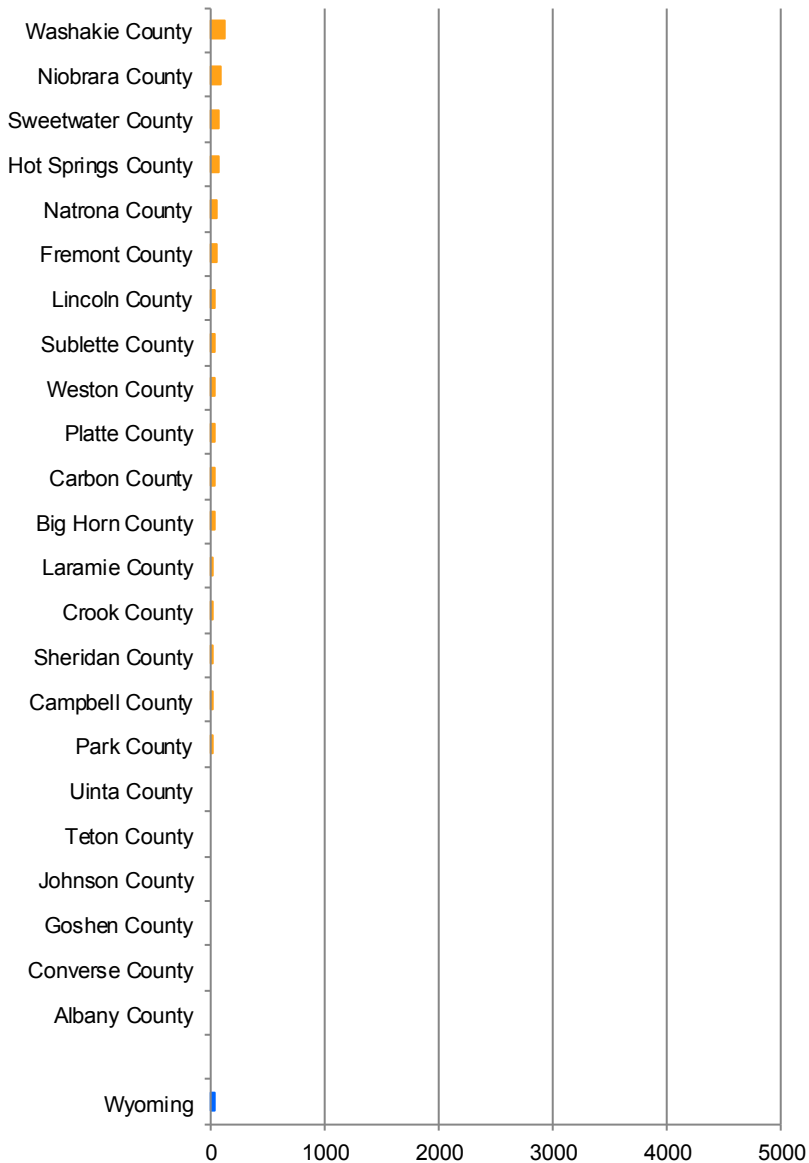 Washakie County
Niobrara County
Sweetwater County
Hot Springs County
Natrona County
Fremont County
Lincoln County
Sublette County
Weston County
Platte County
Carbon County
Big Horn County
Laramie County
Crook County
Sheridan County
Campbell County
Park County
Uinta County
Teton County
Johnson County
Goshen County
Converse County
Albany County
Wyoming
0 1000 2000 3000 4000 5000